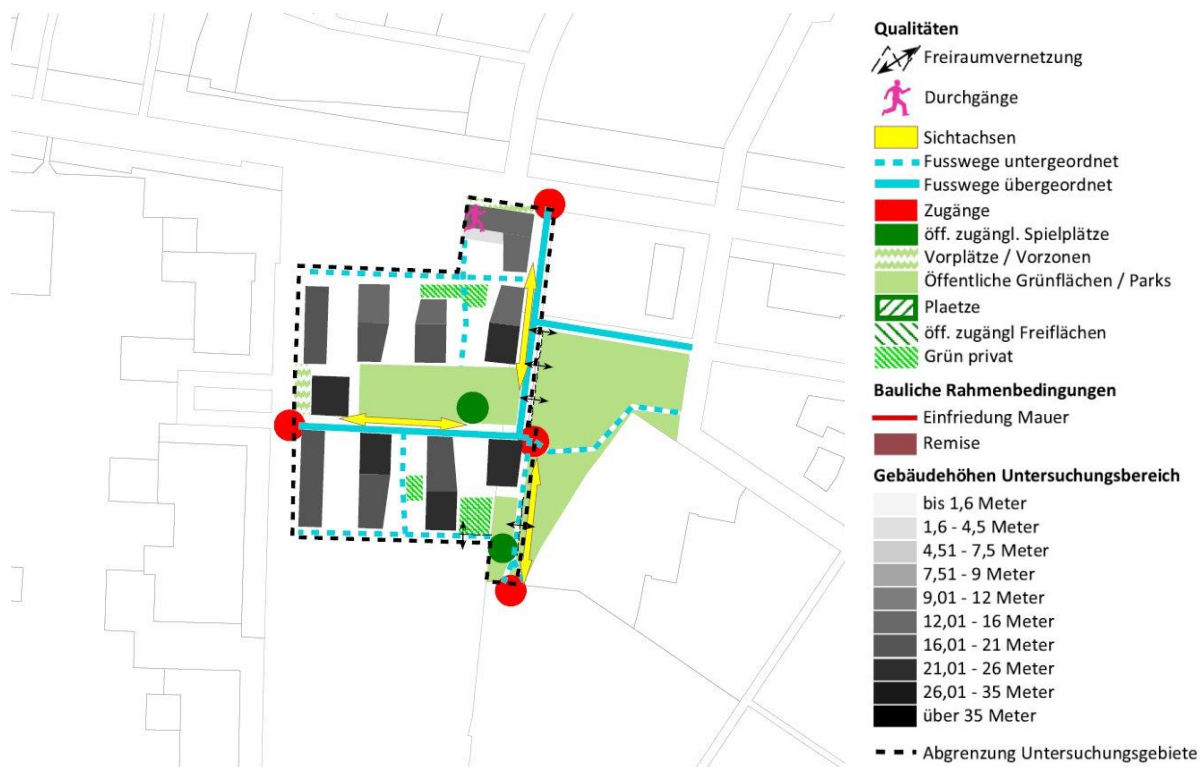 Qualitäten
Freiraumvernetzung
Durchgänge
Sichtachsen
Fusswege untergeordnet
Fusswege übergeordnet
Zugänge
öff. zugängl. Spielplätze
Vorplätze / Vorzonen
Öffentliche Grünflächen / Parks
Plaetze
öff. zugängl Freiflächen
Grün privat
Bauliche Rahmenbedingungen
Einfriedung Mauer
Remise
Gebäudehöhen Untersuchungsbereich
bis 1,6 Meter
1,6 - 4,5 Meter
4,51 - 7,5 Meter
7,51 - 9 Meter
9,01 - 12 Meter
12,01 - 16 Meter
16,01 - 21 Meter
21,01 - 26 Meter
26,01 - 35 Meter
über 35 Meter
Abgrenzung Untersuchungsgebiete